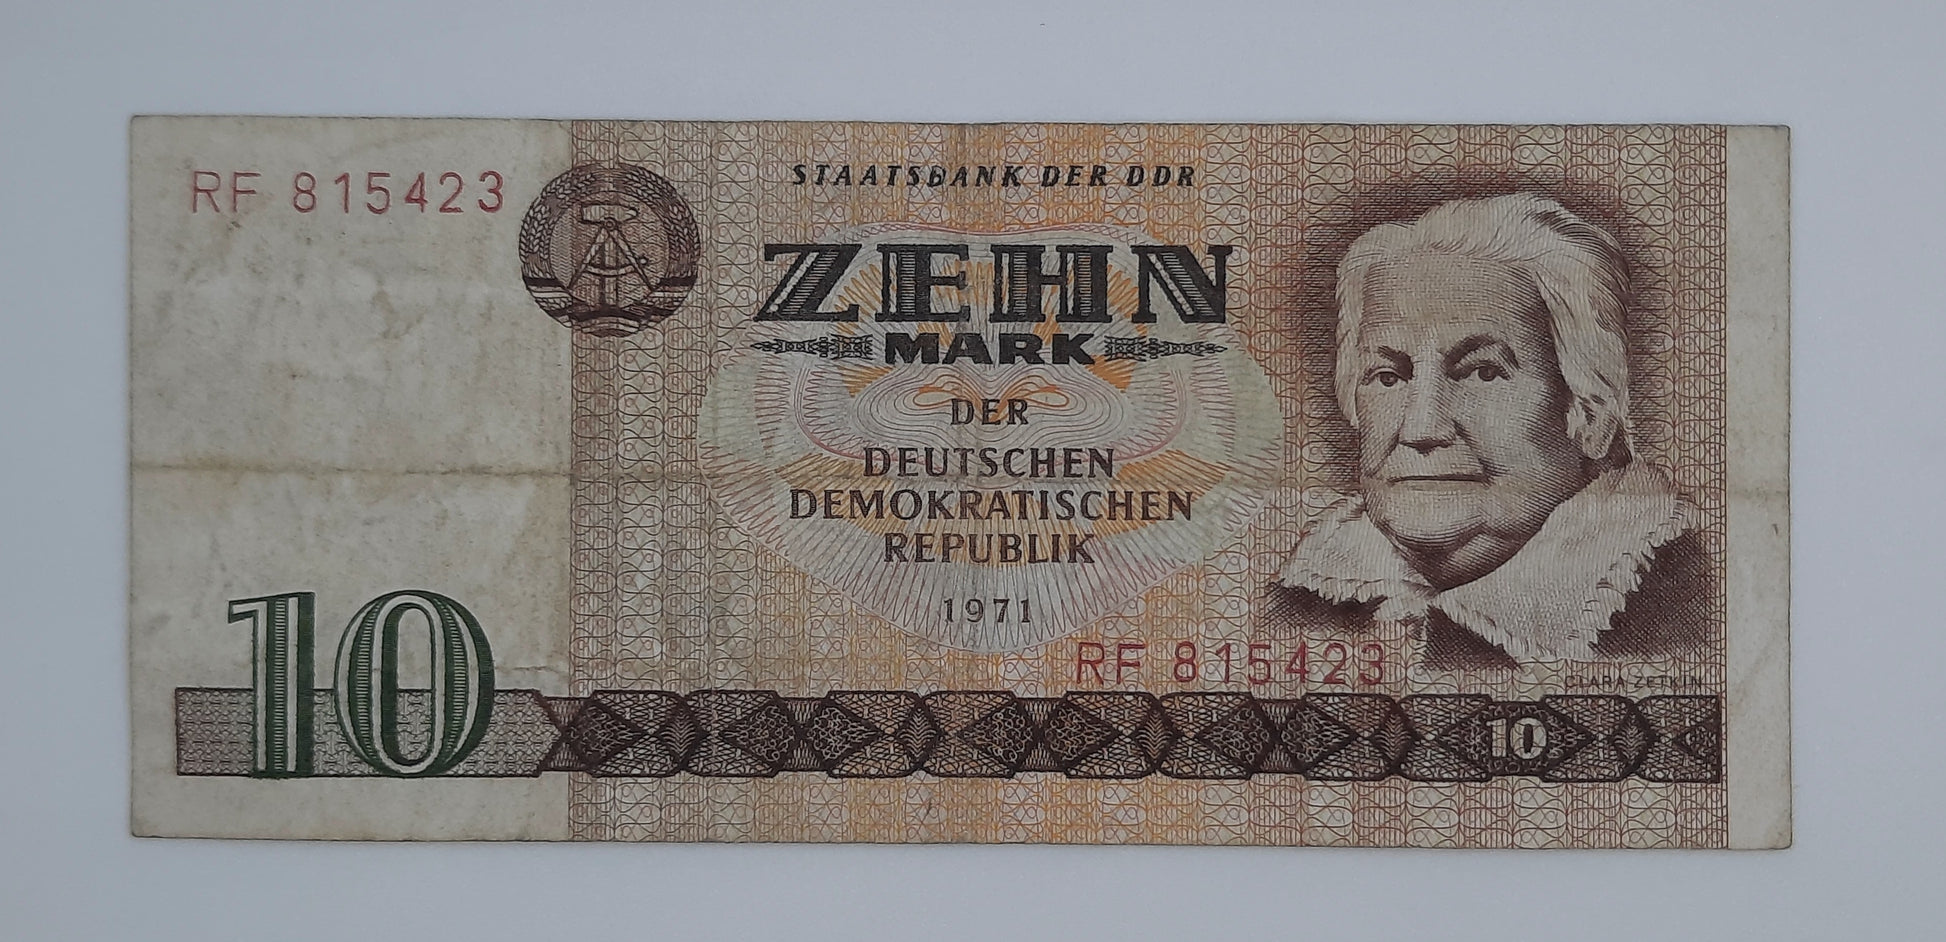 RF 815423
STAATSBANK DER DDR
ZEHN
MARK
DER
DEUTSCHEN
DEMOKRATISCHEN
REPUBLIK
1971
RF 815423
CLARA ZETKIN
10
10